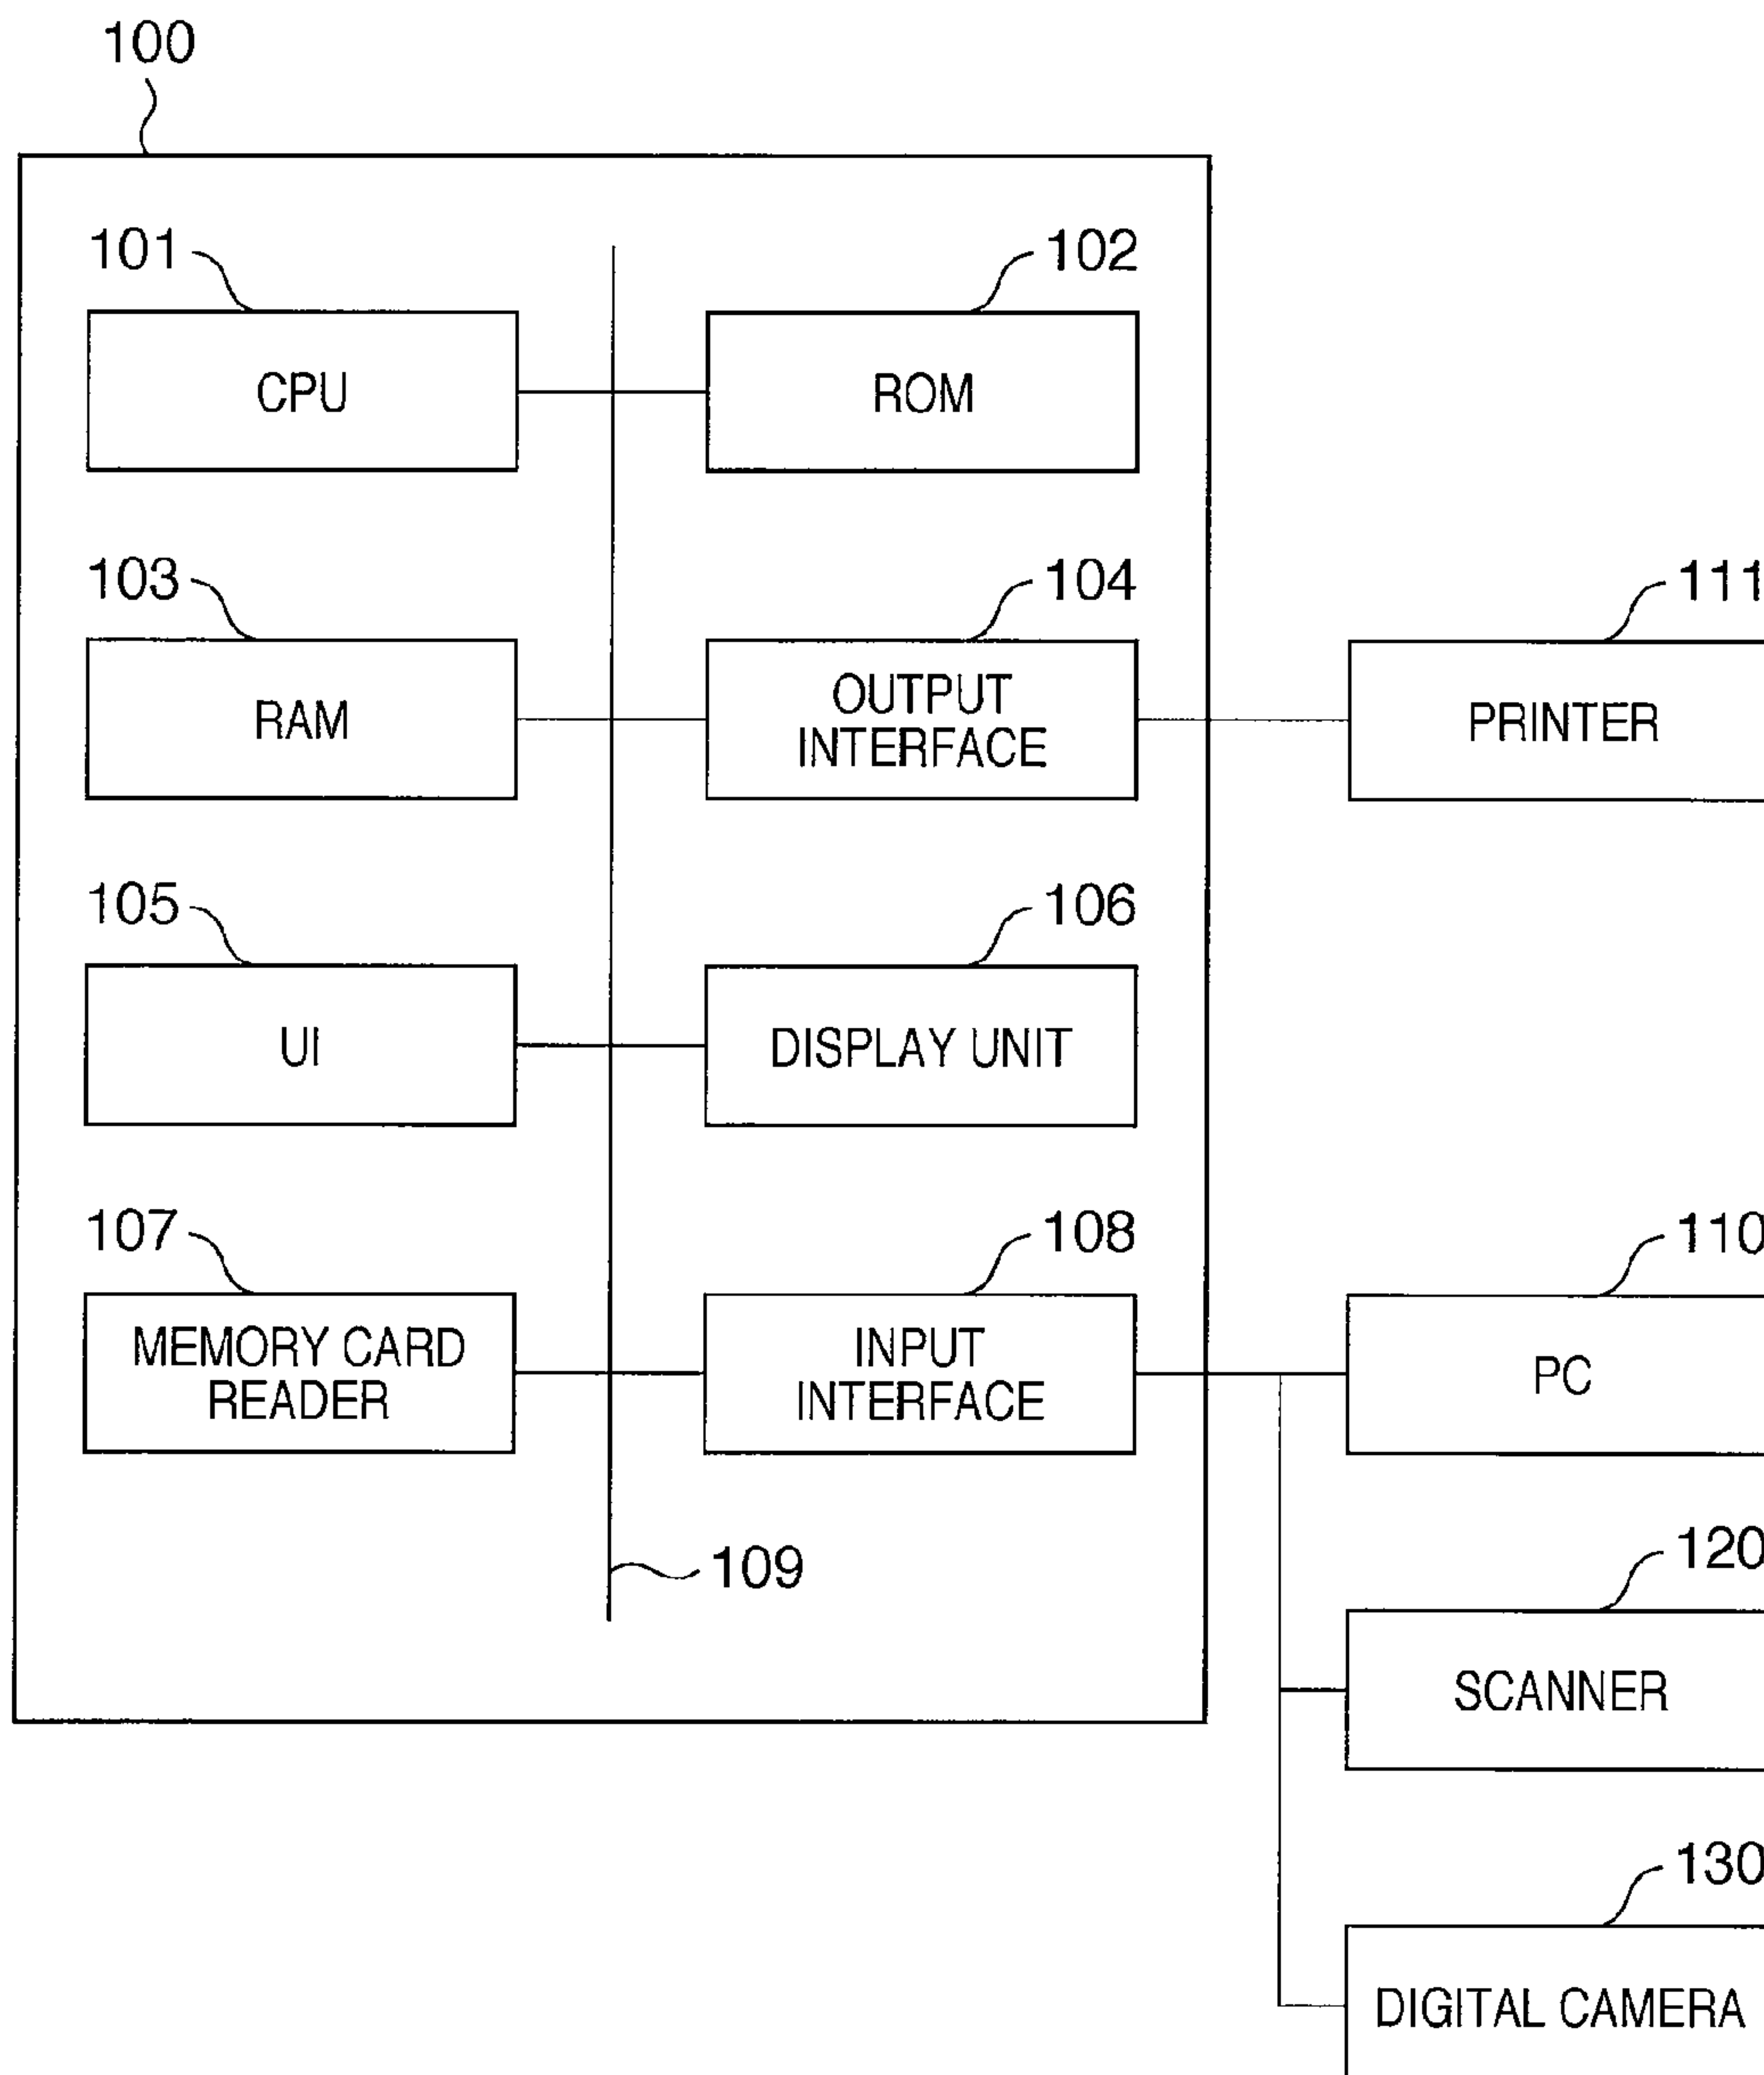 100
101
102
CPU
ROM
103
104
111
RAM
OUTPUT
INTERFACE
PRINTER
105
106
UI
DISPLAY UNIT
107
108
110
MEMORY CARD
READER
INPUT
INTERFACE
PC
109
120
SCANNER
130
DIGITAL CAMERA